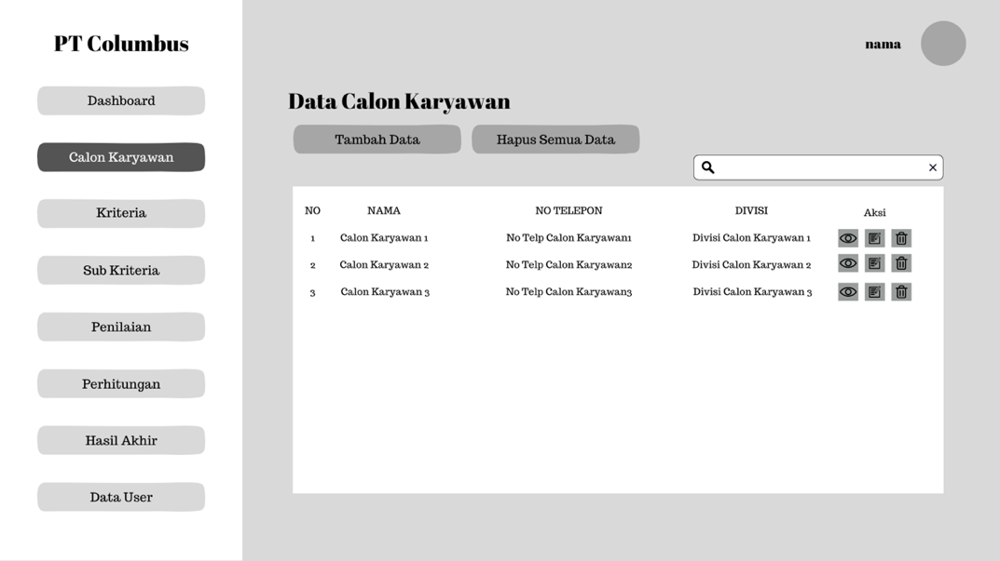 PT Columbus
nama
Dashboard
Calon Karyawan
Kriteria
Sub Kriteria
Penilaian
Perhitungan
Hasil Akhir
Data User
Data Calon Karyawan
Tambah Data Hapus Semua Data
NO NAMA NO TELEPON DIVISI Aksi
1 Calon Karyawan 1 No Telp Calon Karyawan1 Divisi Calon Karyawan 1
2 Calon Karyawan 2 No Telp Calon Karyawan2 Divisi Calon Karyawan 2
3 Calon Karyawan 3 No Telp Calon Karyawan3 Divisi Calon Karyawan 3